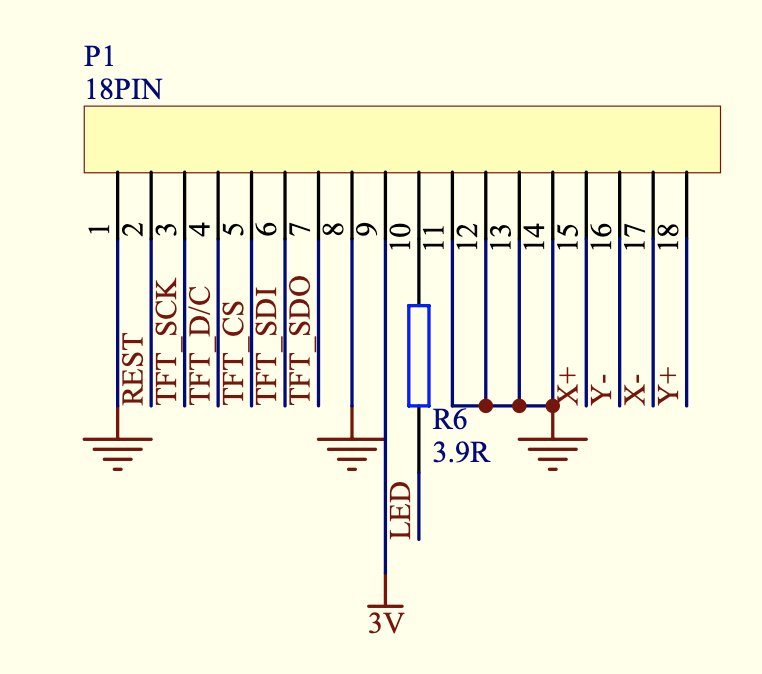 P1
18PIN
1
2
3
4
5
6
7
8
9
10
11
12
13
14
15
16
17
18
REST
TFT_SCK
TFT_D/C
TFT_CS
TFT_SDI
TFT_SDO
X+
Y-
X-
Y+
R6
3.9R
LED
3V